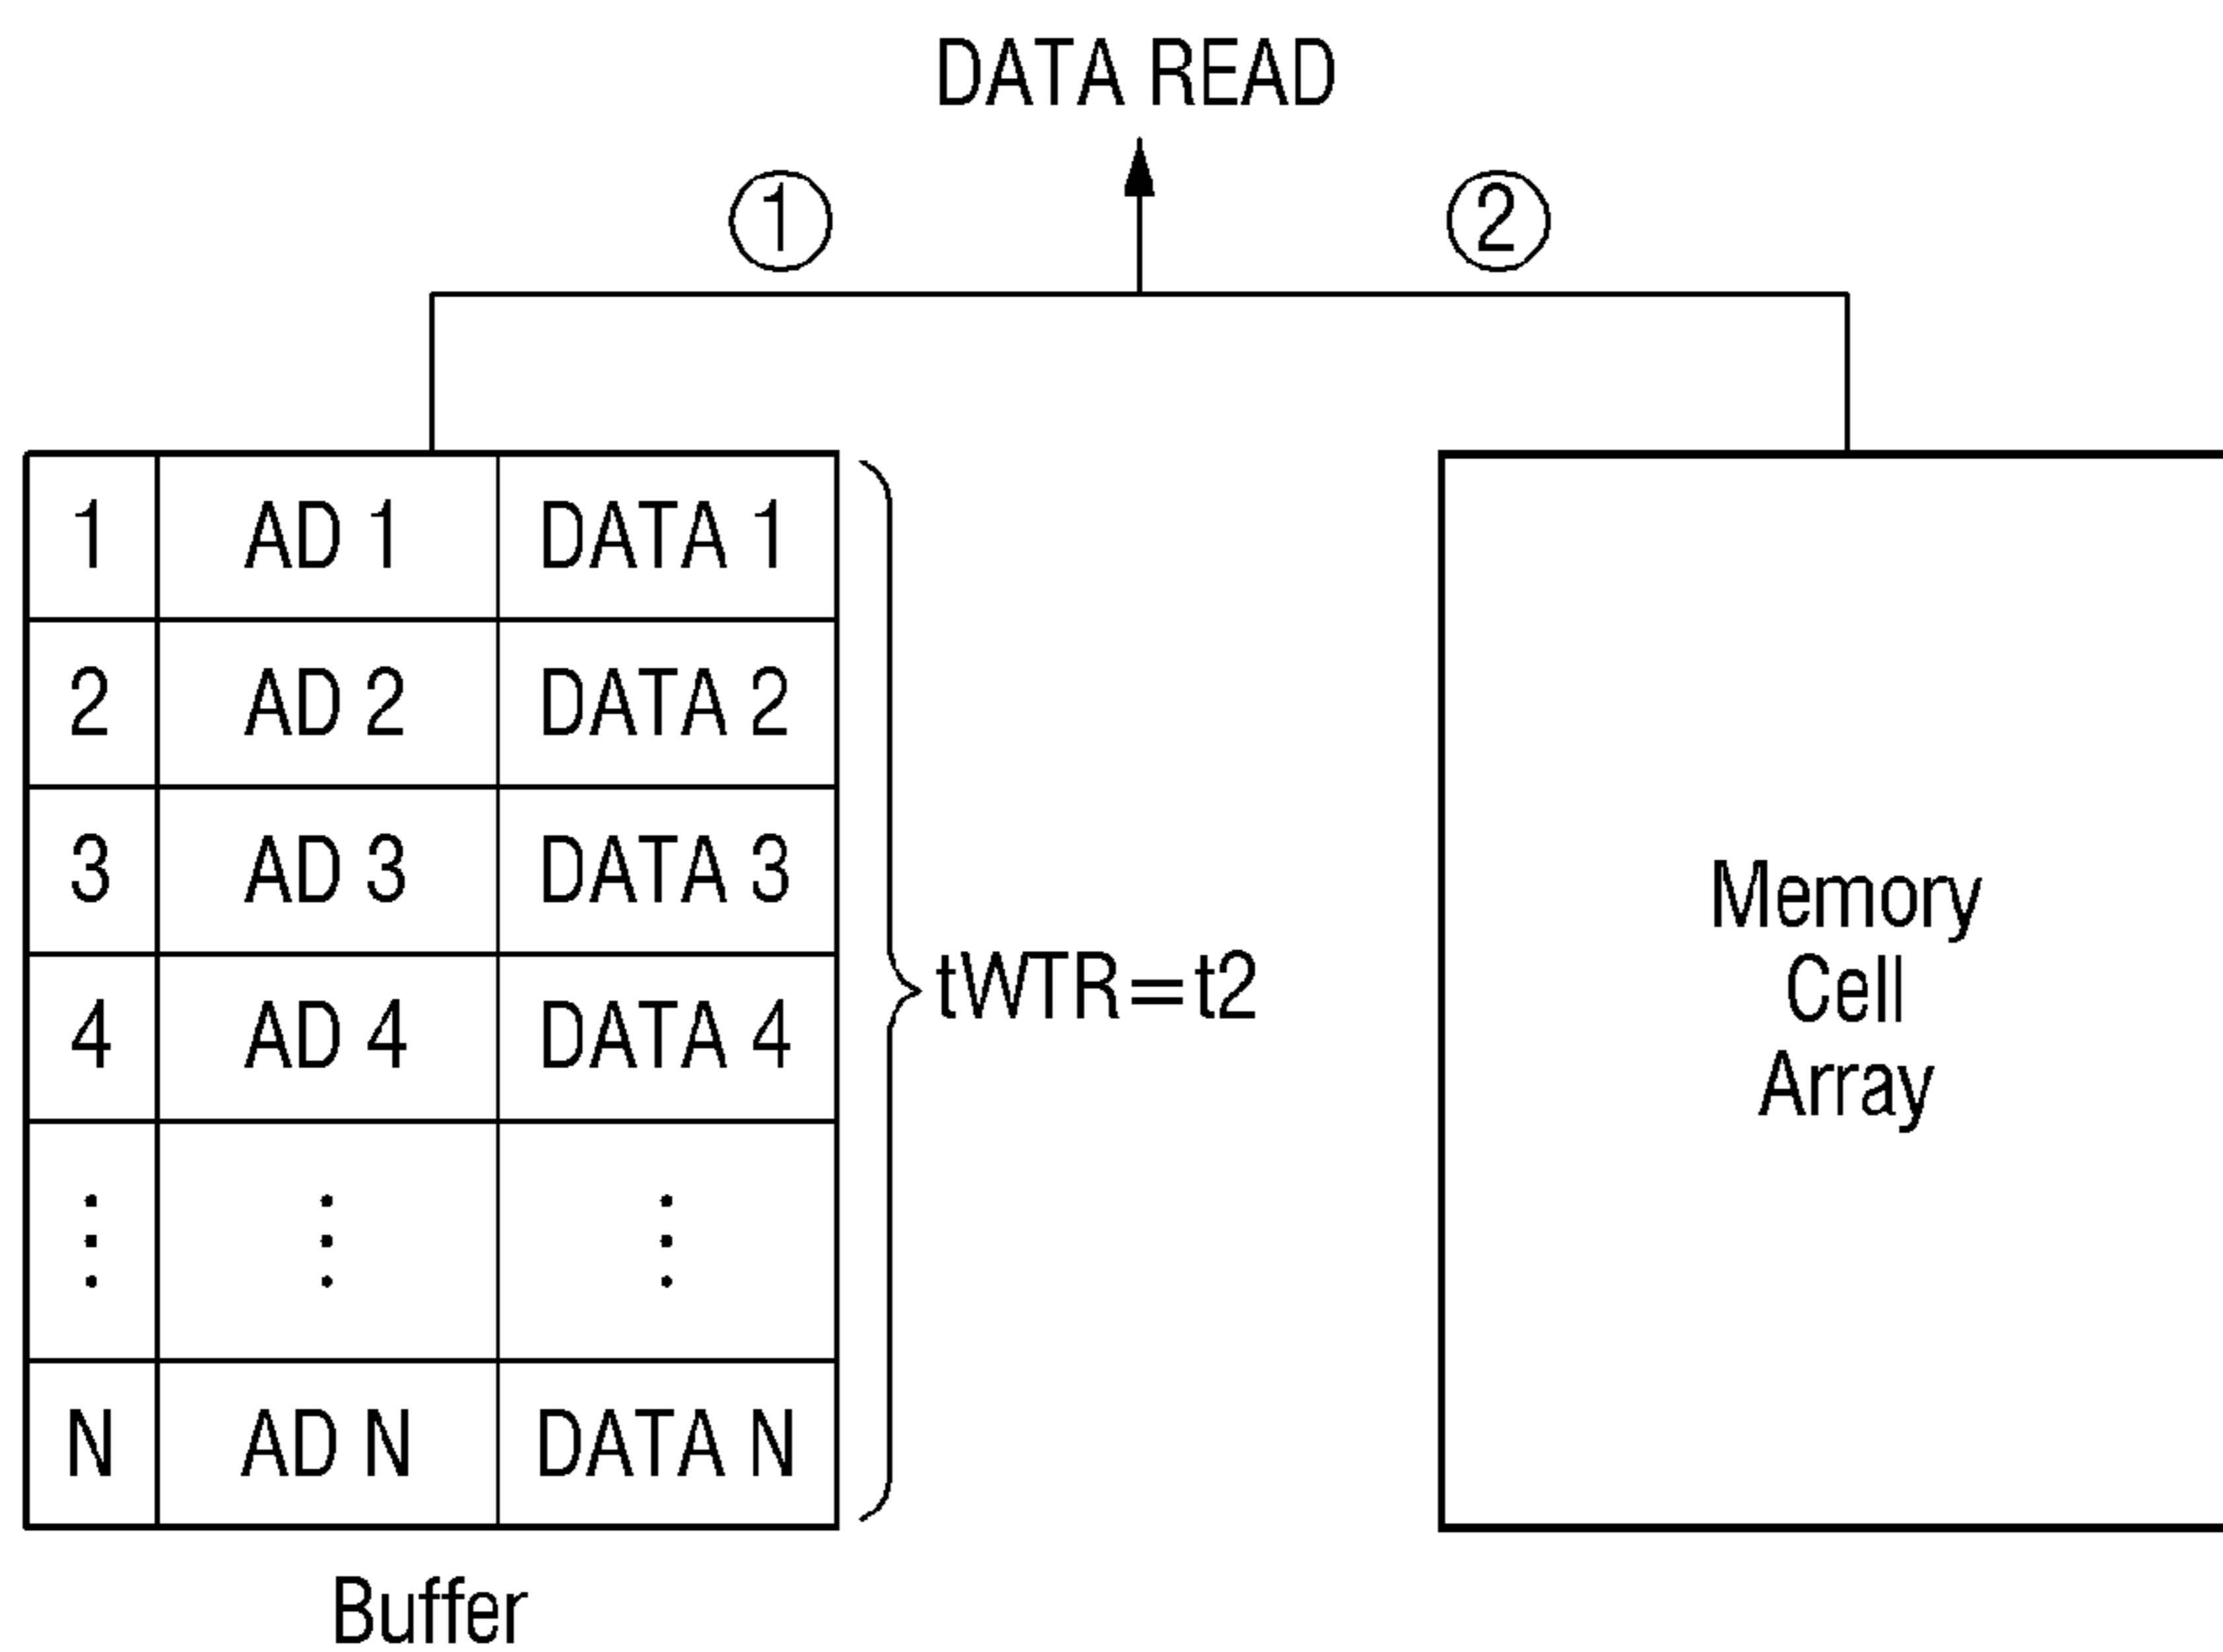 DATA READ
① ②
1 AD 1 DATA 1
2 AD 2 DATA 2
3 AD 3 DATA 3
4 AD 4 DATA 4
⋮ ⋮ ⋮
N AD N DATA N
tWTR=t2
Memory
Cell
Array
Buffer